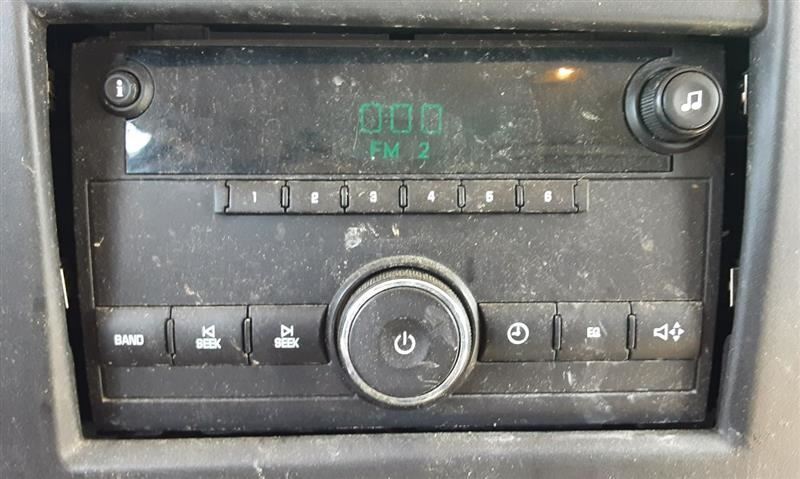 i
000
FM 2
1 2 3 4 5 6
BAND SEEK SEEK EQ